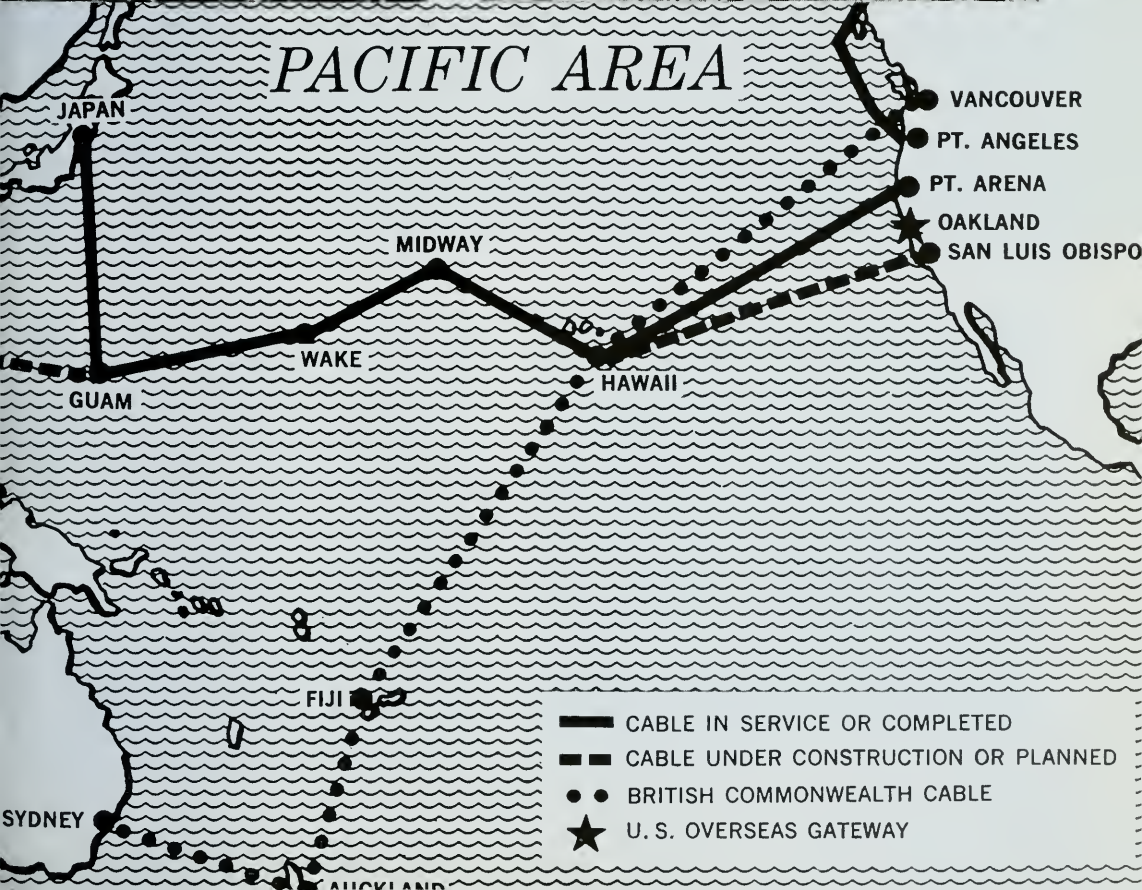 PACIFIC AREA
JAPAN
VANCOUVER
PT. ANGELES
PT. ARENA
OAKLAND
SAN LUIS OBISPO
MIDWAY
WAKE
HAWAII
GUAM
FIJI
CABLE IN SERVICE OR COMPLETED
CABLE UNDER CONSTRUCTION OR PLANNED
BRITISH COMMONWEALTH CABLE
U. S. OVERSEAS GATEWAY
SYDNEY
AUCKLAND